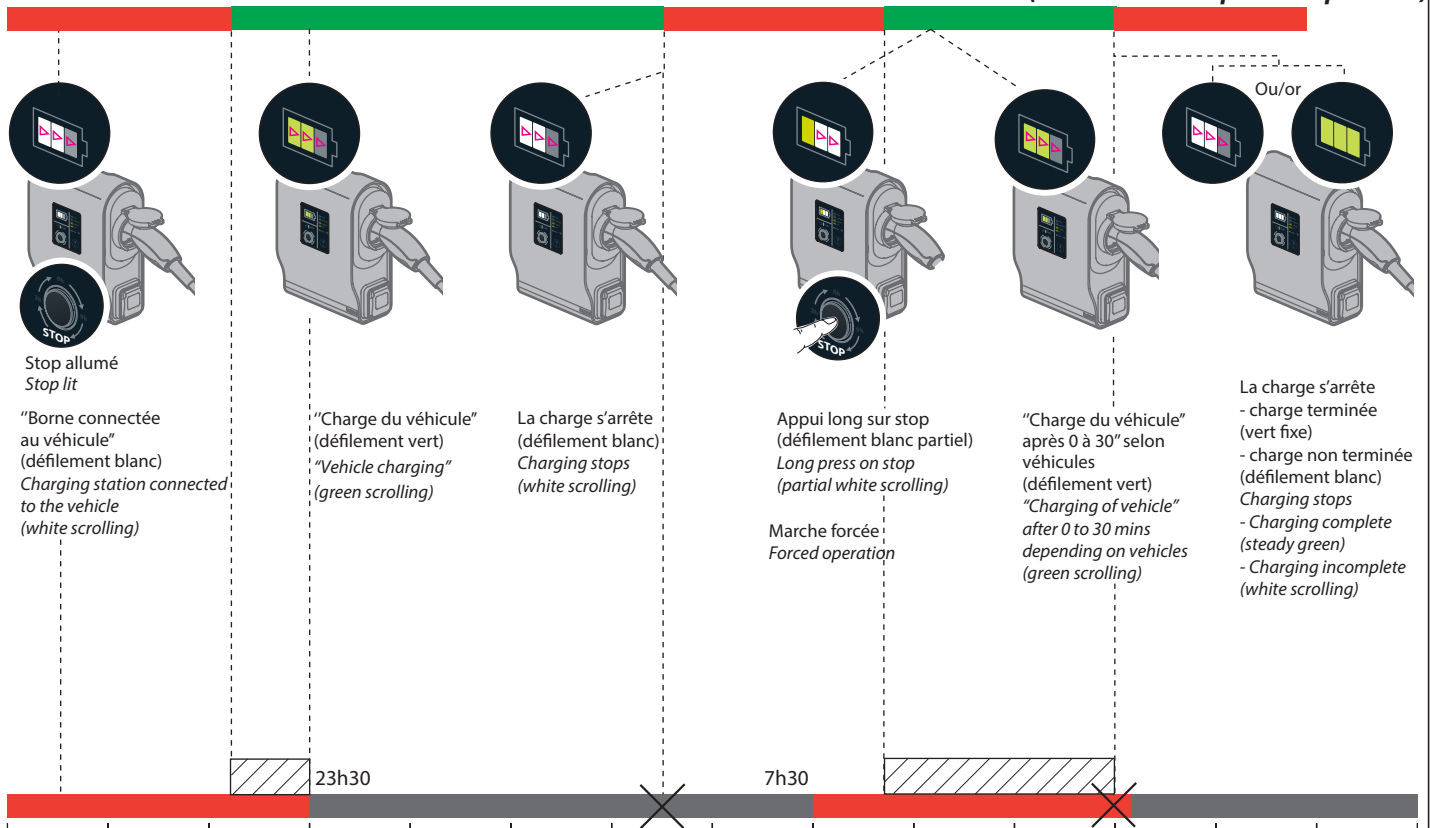 Ou/or
STOP
STOP
Stop allumé
Stop lit
‘’Borne connectée
au véhicule’’
(défilement blanc)
Charging station connected
to the vehicle
(white scrolling)
‘’Charge du véhicule’’
(défilement vert)
“Vehicle charging”
(green scrolling)
La charge s’arrête
(défilement blanc)
Charging stops
(white scrolling)
Appui long sur stop
(défilement blanc partiel)
Long press on stop
(partial white scrolling)
Marche forcée
Forced operation
‘’Charge du véhicule’’
après 0 à 30’’ selon
véhicules
(défilement vert)
“Charging of vehicle”
after 0 to 30 mins
depending on vehicles
(green scrolling)
La charge s’arrête
- charge terminée
(vert fixe)
- charge non terminée
(défilement blanc)
Charging stops
- Charging complete
(steady green)
- Charging incomplete
(white scrolling)
23h30
7h30